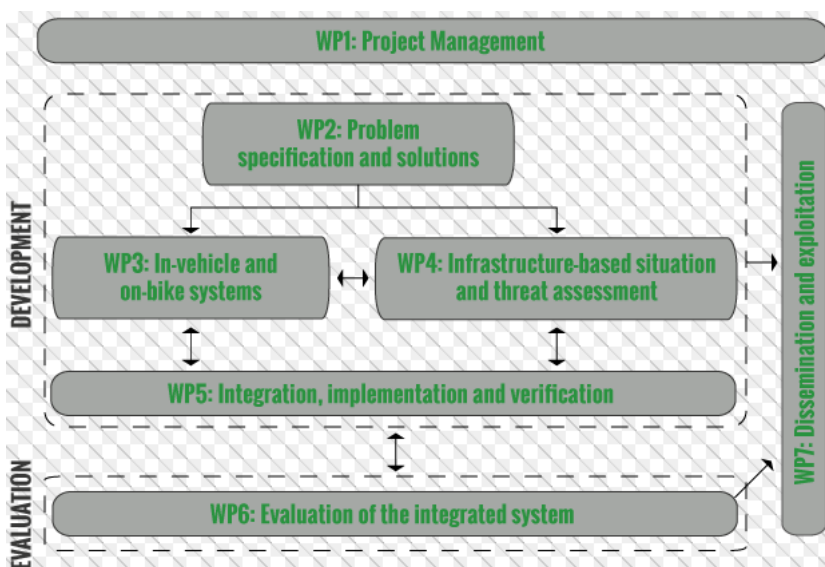 WP1: Project Management
WP2: Problem
specification and solutions
DEVELOPMENT
WP3: In-vehicle and
on-bike systems
WP4: Infrastructure-based situation
and threat assessment
WP5: Integration, implementation and verification
EVALUATION
WP6: Evaluation of the integrated system
WP7: Dissemination and exploitation